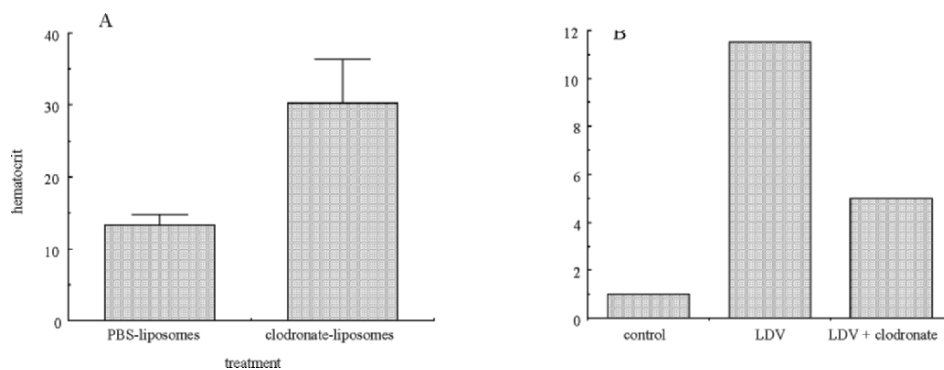 A
40
30
20
10
0
hematocrit
PBS-liposomes clodronate-liposomes
treatment
B
12
10
8
6
4
2
0
control LDV LDV + clodronate